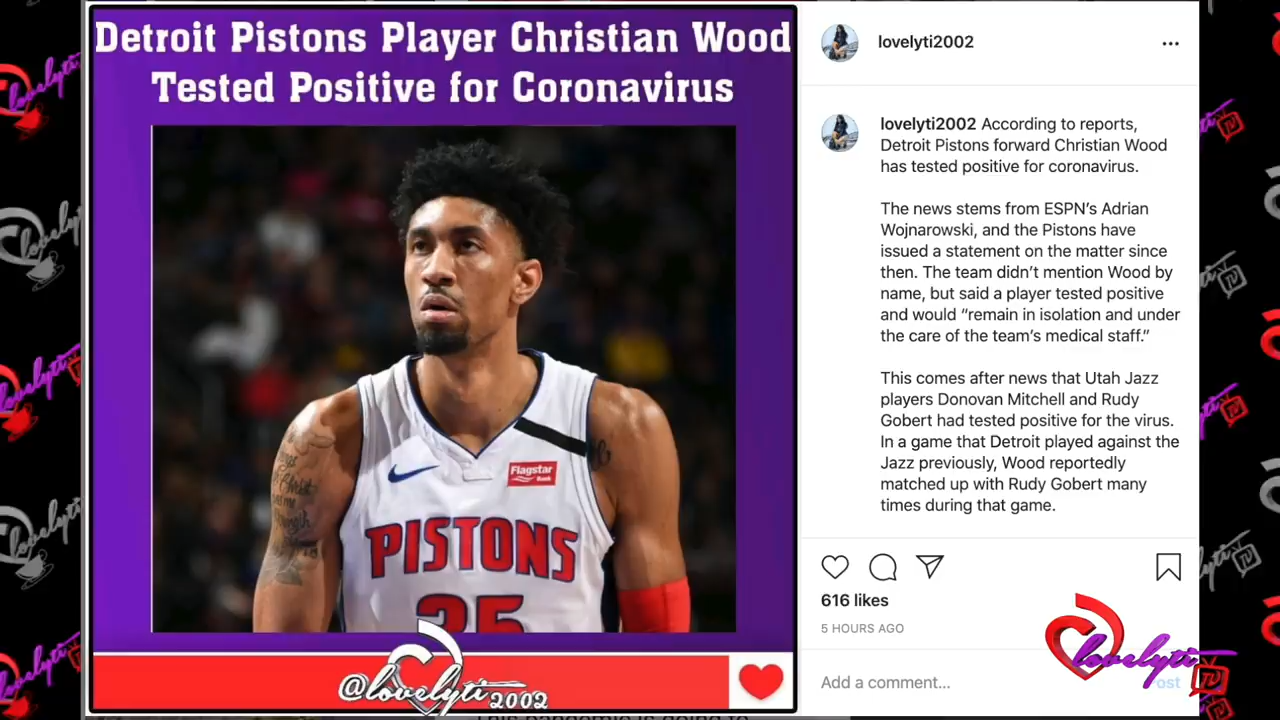 Detroit Pistons Player Christian Wood
Tested Positive for Coronavirus
Flagstar
Bank
PISTONS
35
@lovelyti2002
lovelyti2002
lovelyti2002 According to reports,
Detroit Pistons forward Christian Wood
has tested positive for coronavirus.
The news stems from ESPN's Adrian
Wojnarowski, and the Pistons have
issued a statement on the matter since
then. The team didn't mention Wood by
name, but said a player tested positive
and would “remain in isolation and under
the care of the team's medical staff.”
This comes after news that Utah Jazz
players Donovan Mitchell and Rudy
Gobert had tested positive for the virus.
In a game that Detroit played against the
Jazz previously, Wood reportedly
matched up with Rudy Gobert many
times during that game.
616 likes
5 HOURS AGO
Add a comment...
lovelyti
TV